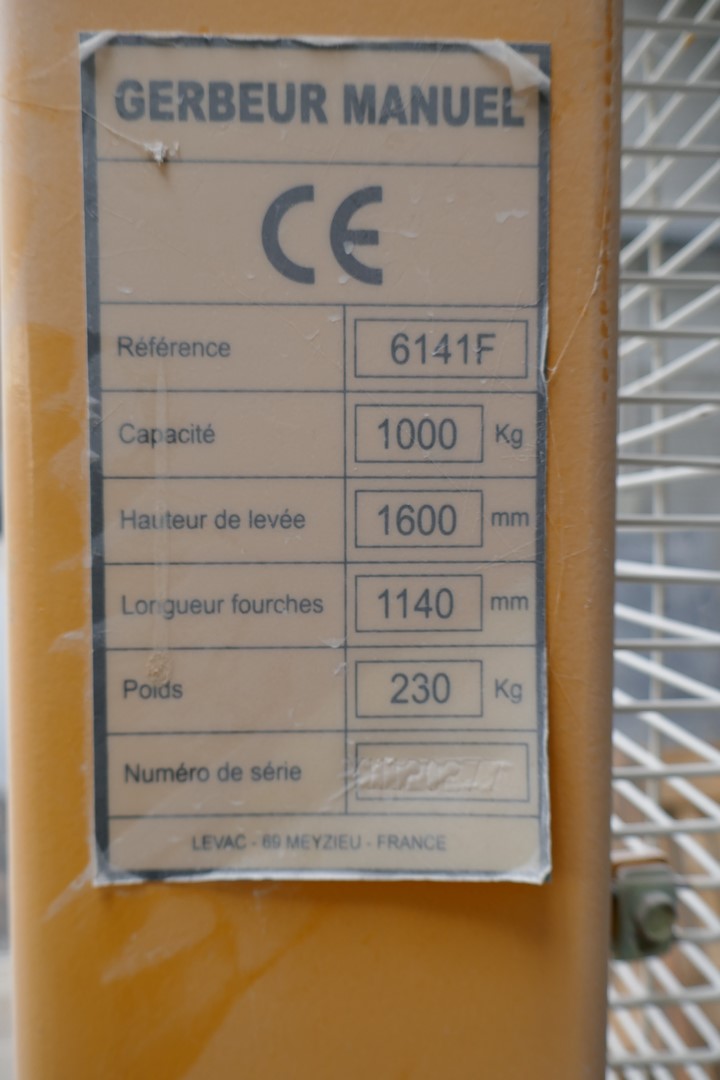 GERBEUR MANUEL
CE
Référence 6141F
Capacité 1000 Kg
Hauteur de levée 1600 mm
Longueur fourches 1140 mm
Poids 230 Kg
Numéro de série
LEVAC - 69 MEYZIEU - FRANCE